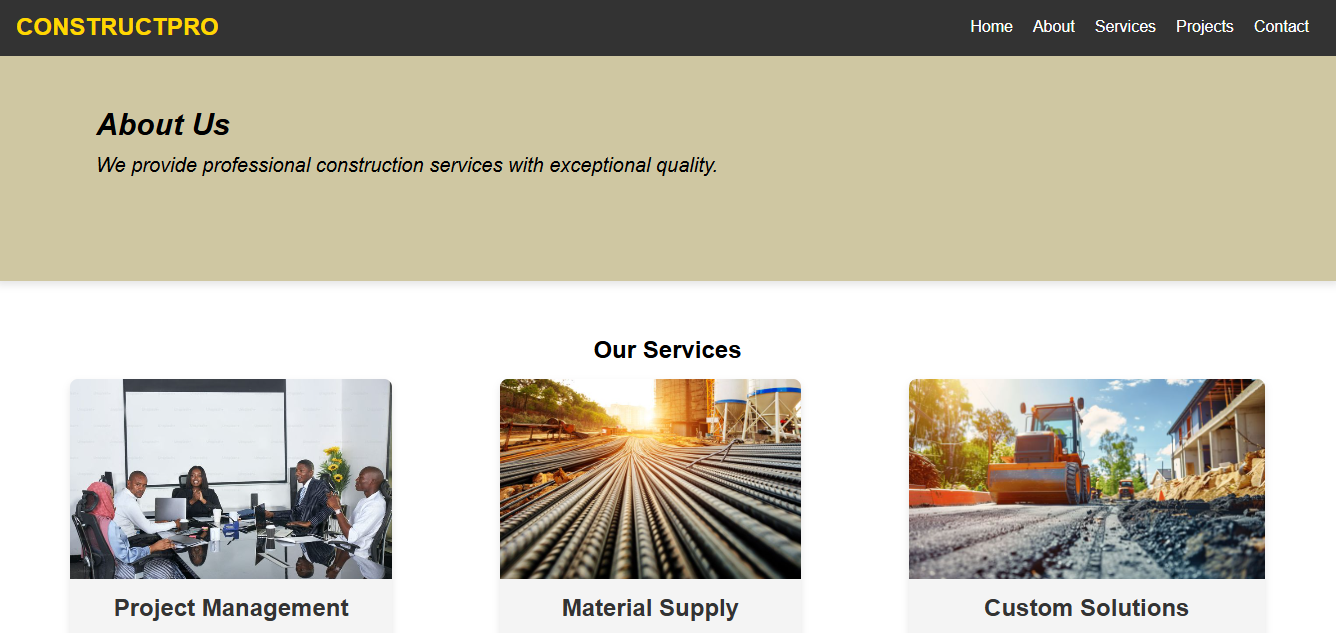 CONSTRUCTPRO
Home About Services Projects Contact
About Us
We provide professional construction services with exceptional quality.
Our Services
Project Management
Material Supply
Custom Solutions